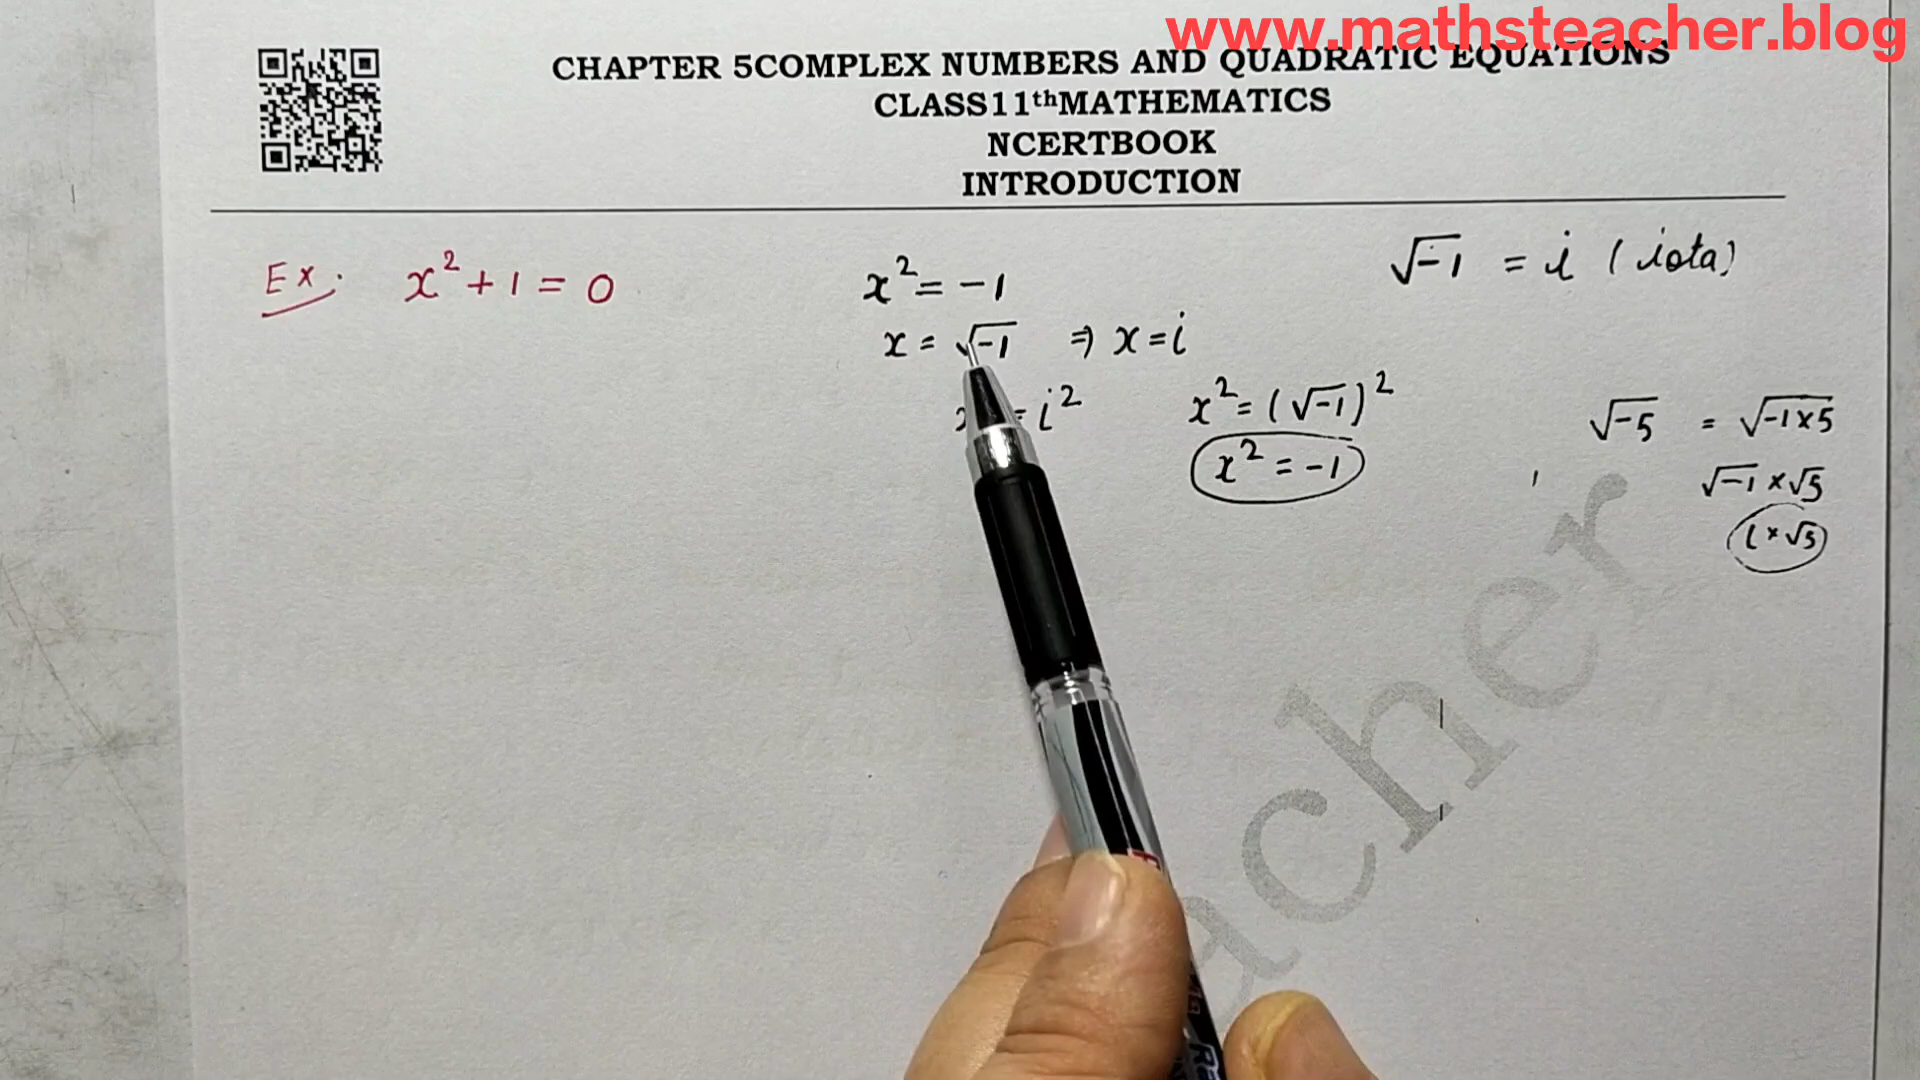 www.mathsteacher.blog
CHAPTER 5COMPLEX NUMBERS AND QUADRATIC EQUATIONS
CLASS11thMATHEMATICS
NCERTBOOK
INTRODUCTION
Ex. x² + 1 = 0
x² = -1
x = √-1 ⇒ x = i
= i²
x² = (√-1)²
x² = -1
√-1 = i (iota)
√-5 = √-1×5
√-1 × √5
i × √5
acher